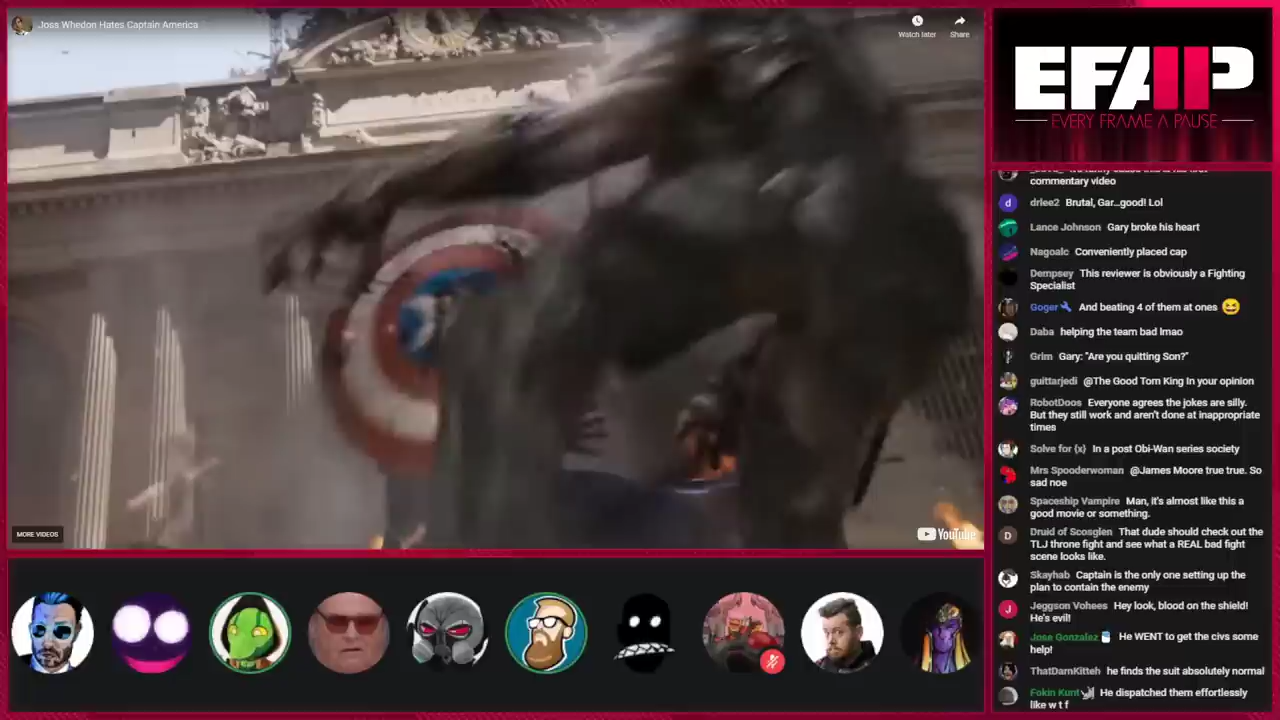 Joss Whedon Hates Captain America
Watch later
Share
MORE VIDEOS
YouTube
EFAP
EVERY FRAME A PAUSE
commentary video
drlee2 Brutal, Gar...good! Lol
Lance Johnson Gary broke his heart
Nagoalc Conveniently placed cap
Dempsey This reviewer is obviously a Fighting
Specialist
Goger And beating 4 of them at ones 😆
Daba helping the team bad lmao
Grim Gary: "Are you quitting Son?"
guittarjedi @The Good Tom King In your opinion
RobotDoos Everyone agrees the jokes are silly.
But they still work and aren't done at inappropriate
times
Solve for {x} In a post Obi-Wan series society
Mrs Spooderwoman @James Moore true true. So
sad noe
Spaceship Vampire Man, it's almost like this a
good movie or something.
D
Druid of Scosglen That dude should check out the
TLJ throne fight and see what a REAL bad fight
scene looks like.
Skayhab Captain is the only one setting up the
plan to contain the enemy
J
Jeggson Vohees Hey look, blood on the shield!
He's evil!
Jose Gonzalez He WENT to get the civs some
help!
ThatDarnKitteh he finds the suit absolutely normal
Fokin Kunt He dispatched them effortlessly
like w t f